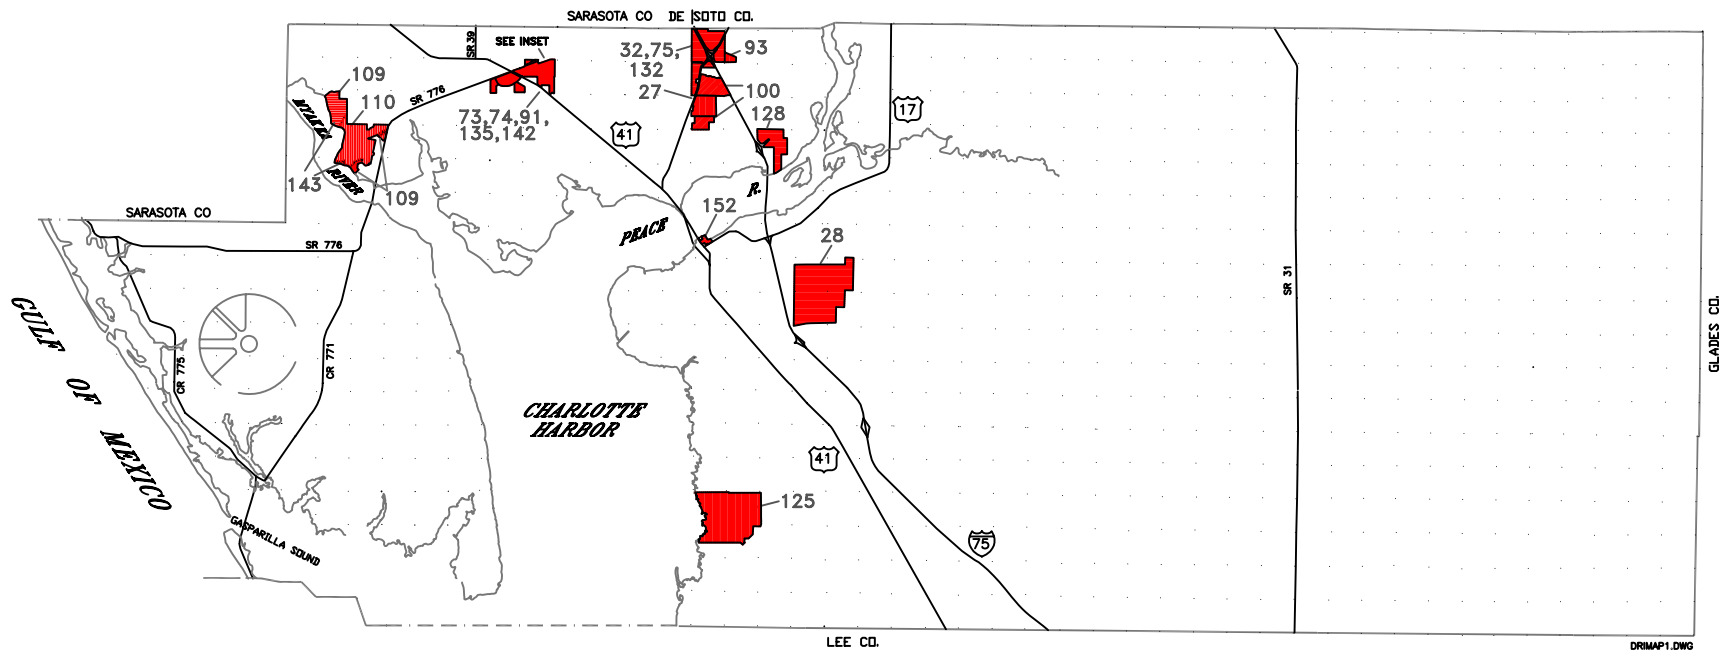 SARASOTA CO   DE SOTO CO.
SR 39
SEE INSET
32,75,
132
93
27
100
128
109
110
SR 776
73,74,91,
135,142
41
17
MYAKKA
RIVER
143
109
SARASOTA CO
SR 776
PEACE
R.
152
28
SR 31
GLADES CO.
GULF
OF
MEXICO
CR 775
CR 771
CHARLOTTE
HARBOR
41
125
75
GASPARILLA SOUND
LEE CO.
DRIMAP1.DWG